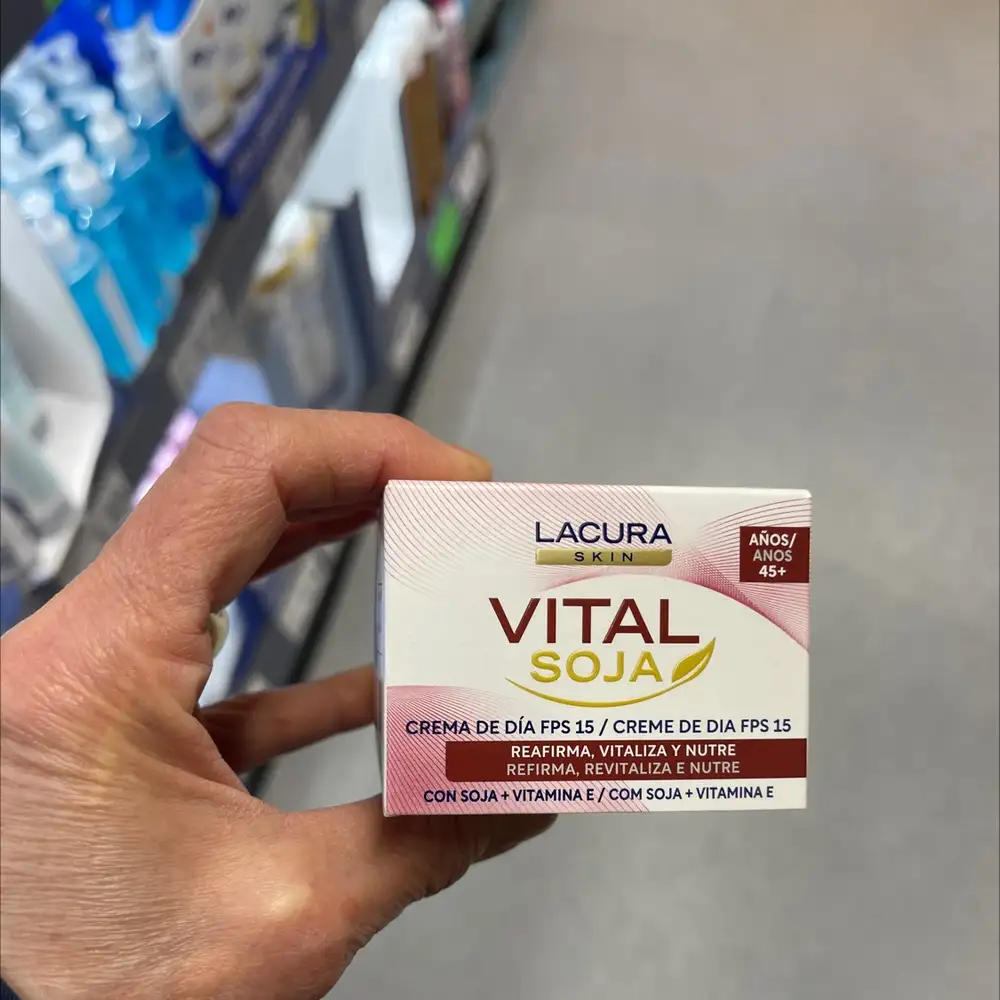 LACURA
SKIN
AÑOS/
ANOS
45+
VITAL
SOJA
CREMA DE DÍA FPS 15 / CREME DE DIA FPS 15
REAFIRMA, VITALIZA Y NUTRE
REFIRMA, REVITALIZA E NUTRE
CON SOJA + VITAMINA E / COM SOJA + VITAMINA E